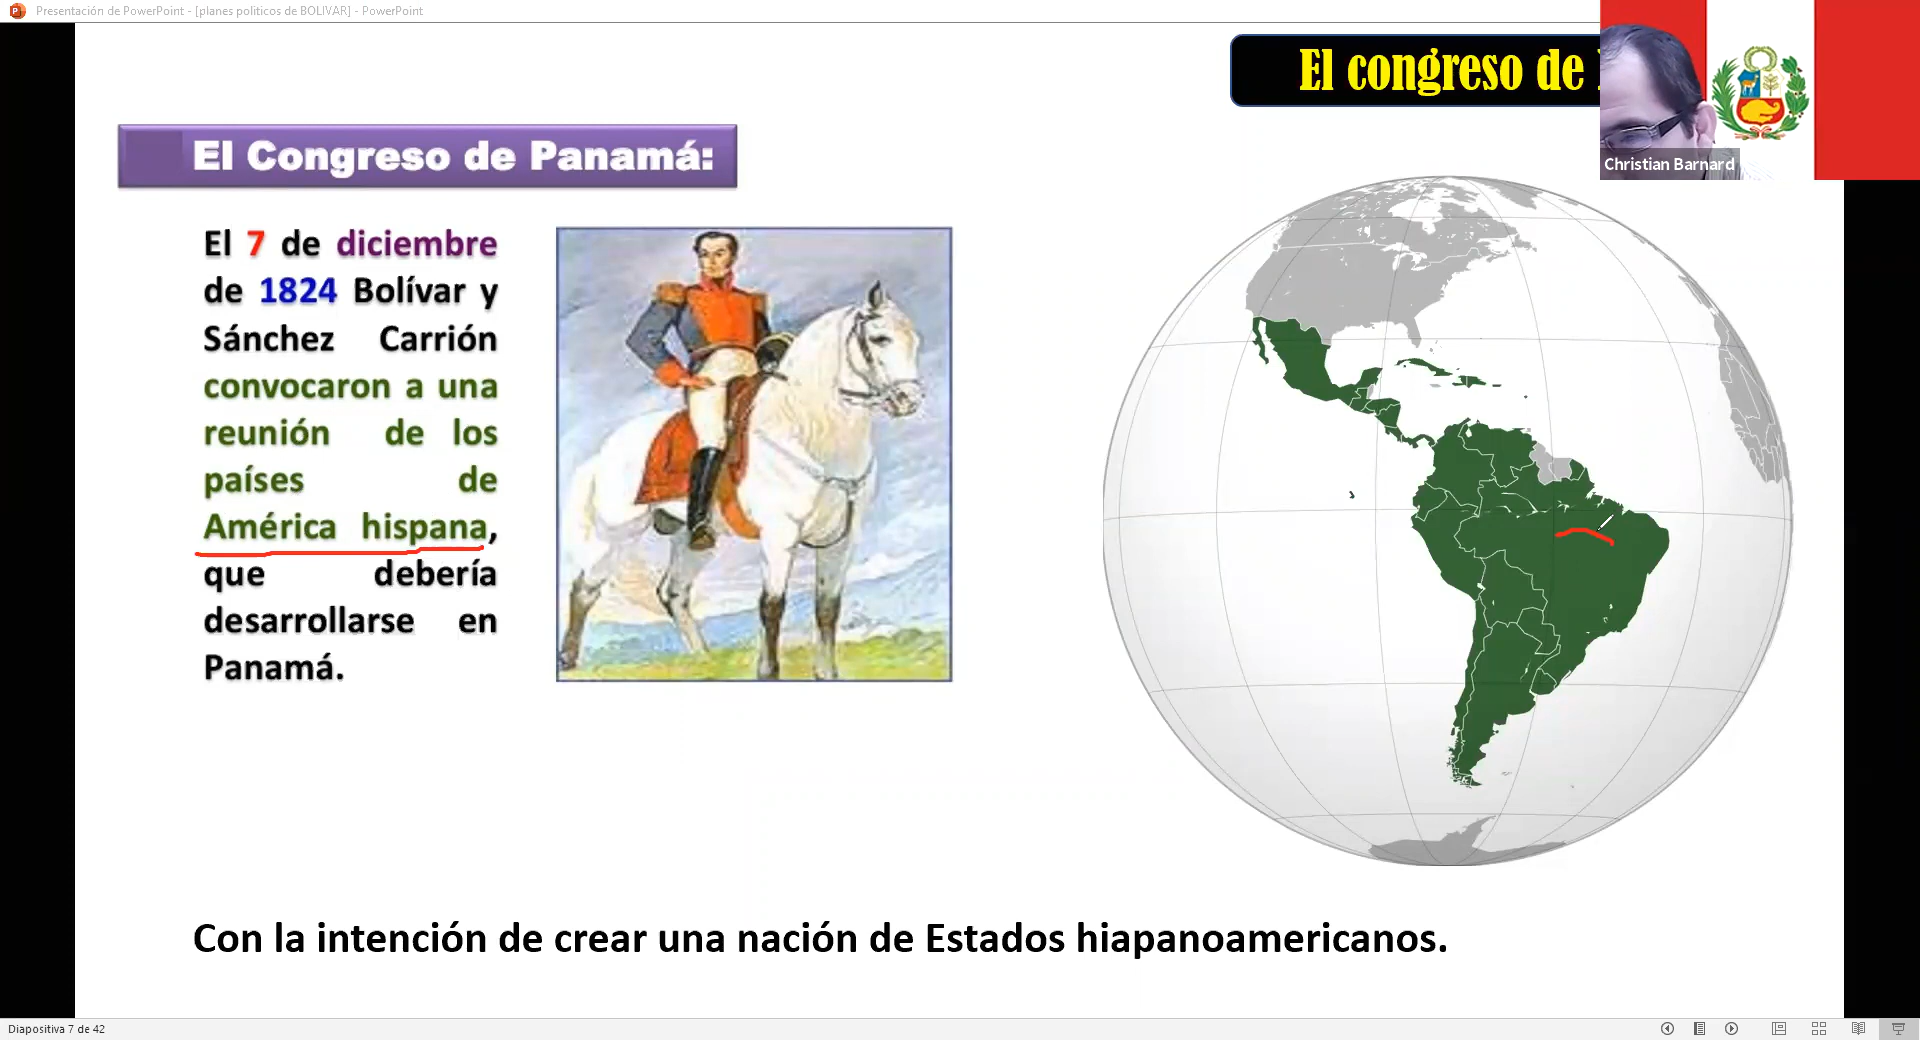 Presentación de PowerPoint - [planes politicos de BOLIVAR] - PowerPoint
El congreso de
Christian Barnard
El Congreso de Panamá:
El 7 de diciembre
de 1824 Bolívar y
Sánchez Carrión
convocaron a una
reunión de los
países de
América hispana,
que debería
desarrollarse en
Panamá.
Con la intención de crear una nación de Estados hiapanoamericanos.
Diapositiva 7 de 42